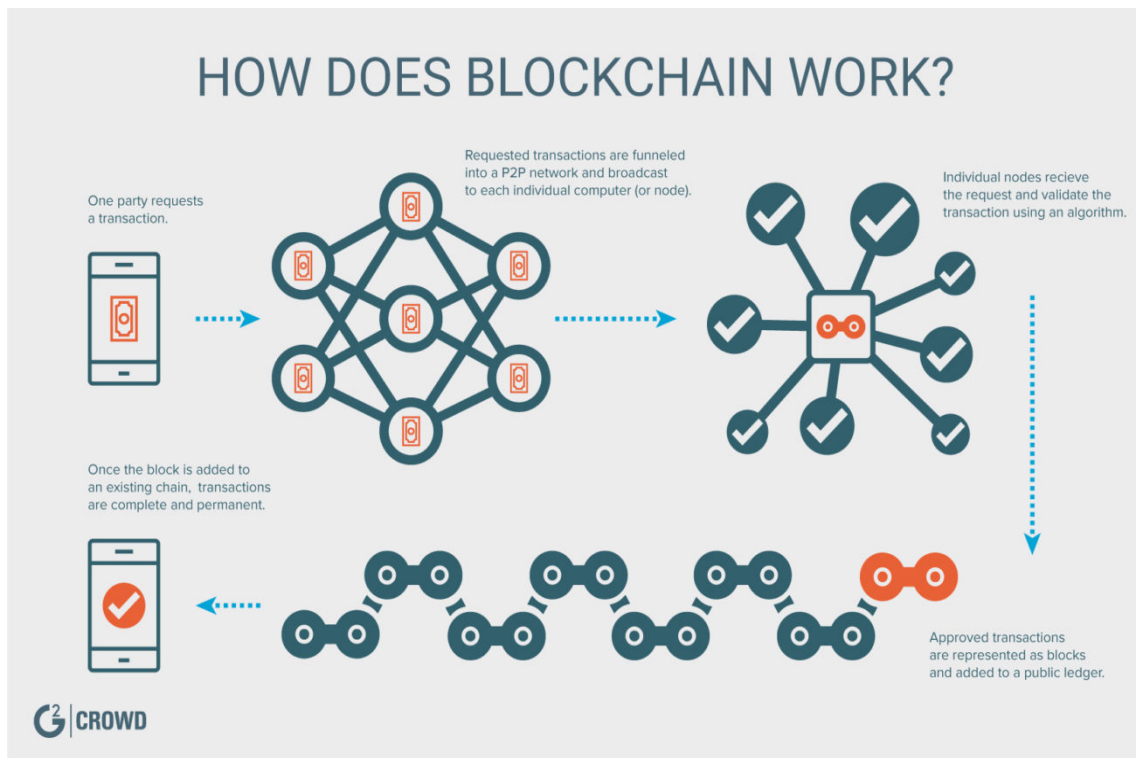 HOW DOES BLOCKCHAIN WORK?
One party requests
a transaction.
Requested transactions are funneled
into a P2P network and broadcast
to each individual computer (or node).
Individual nodes recieve
the request and validate the
transaction using an algorithm.
Approved transactions
are represented as blocks
and added to a public ledger.
Once the block is added to
an existing chain, transactions
are complete and permanent.
G2 | CROWD